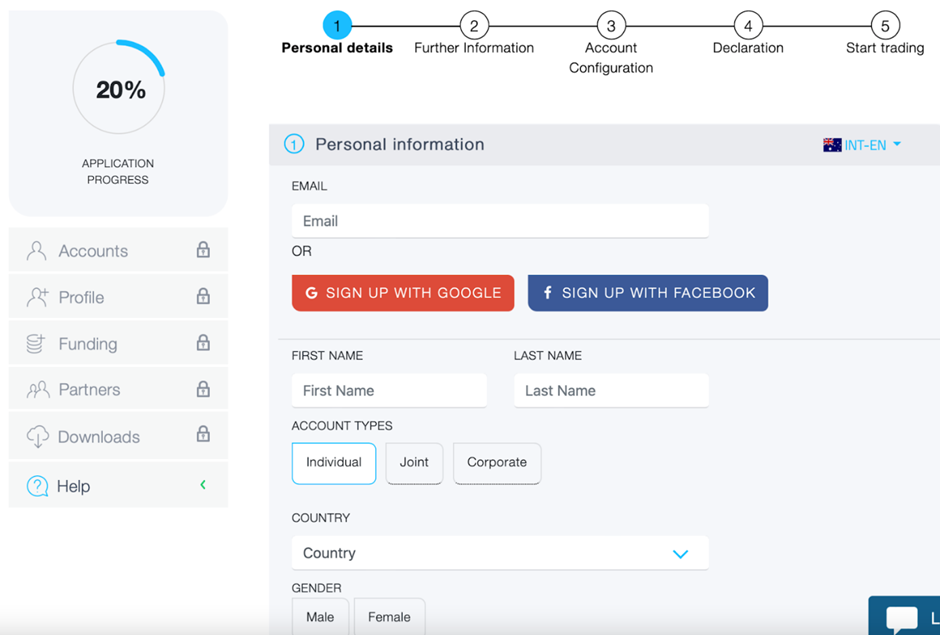 20%
APPLICATION
PROGRESS
Accounts
Profile
Funding
Partners
Downloads
Help
1 2 3 4 5
Personal details Further Information Account Configuration Declaration Start trading
1 Personal information INT-EN
EMAIL
Email
OR
G SIGN UP WITH GOOGLE f SIGN UP WITH FACEBOOK
FIRST NAME LAST NAME
First Name Last Name
ACCOUNT TYPES
Individual Joint Corporate
COUNTRY
Country
GENDER
Male Female